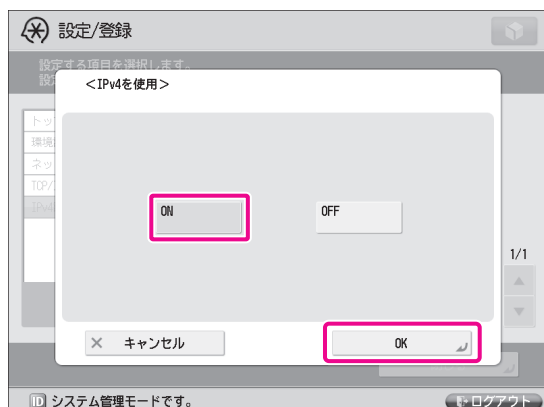 設定/登録
設定する項目を選択します。
設定
<IPv4を使用>
トッ
環境
ネッ
TCP/
IPv4
ON
OFF
1/1
× キャンセル
OK
ID システム管理モードです。
ログアウト